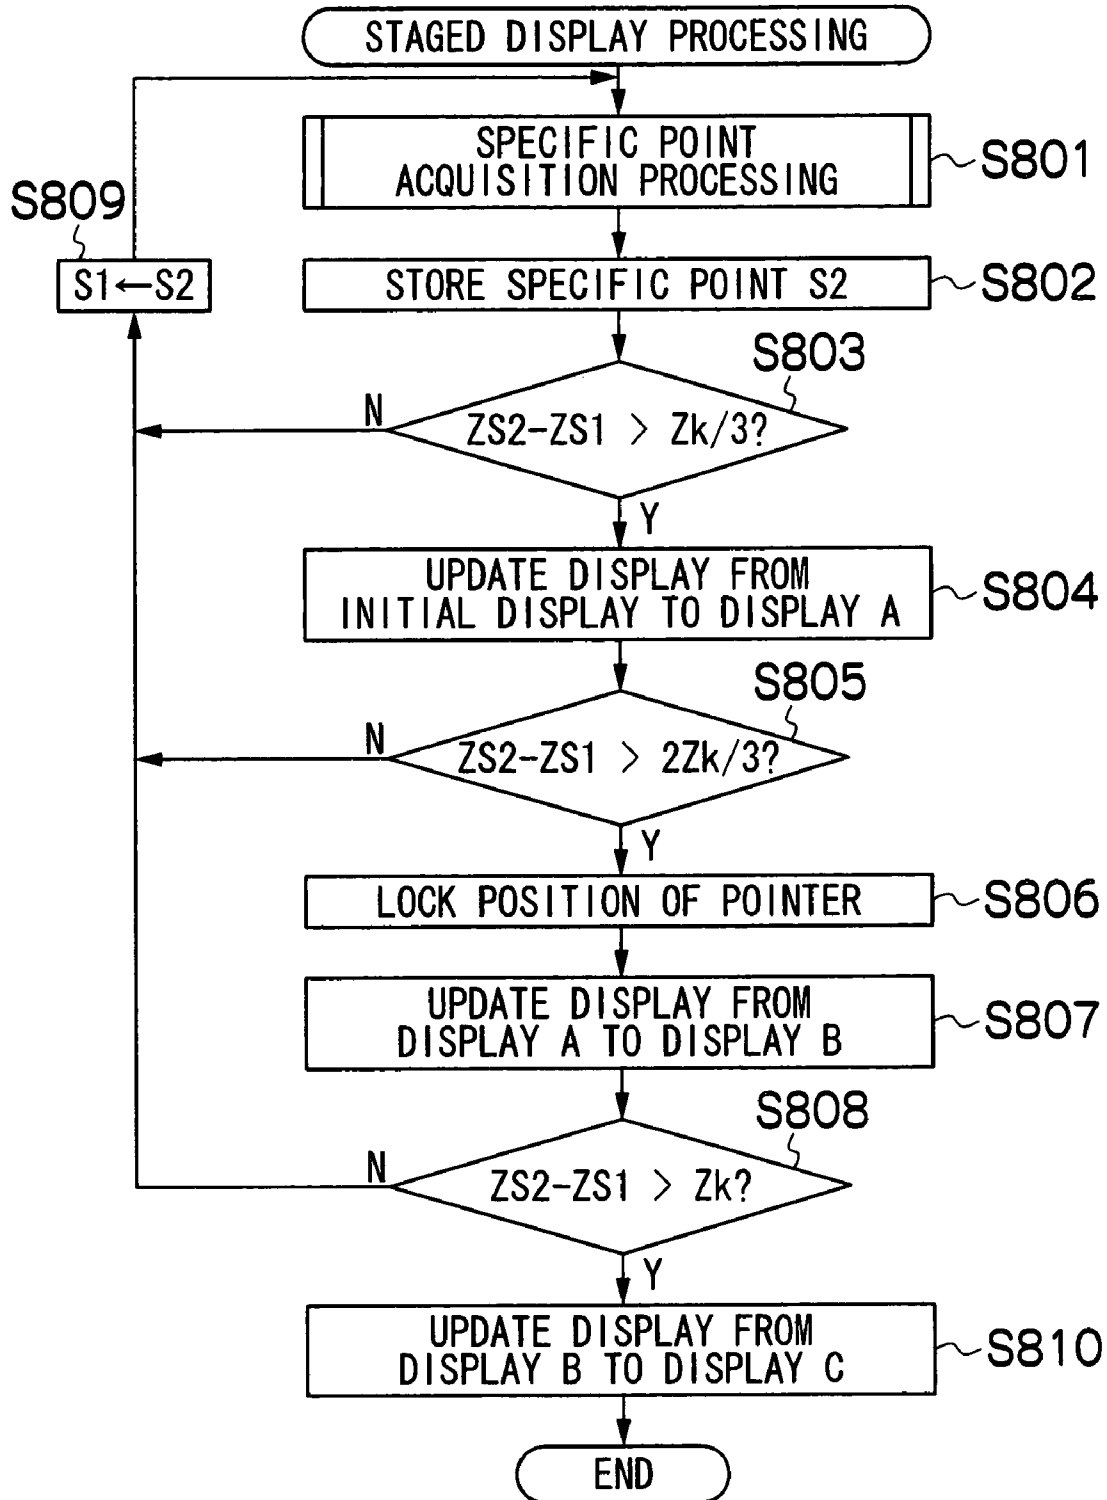 STAGED DISPLAY PROCESSING
SPECIFIC POINT
ACQUISITION PROCESSING
S801
S809
S1←S2
STORE SPECIFIC POINT S2
S802
S803
N
ZS2-ZS1 > Zk/3?
Y
UPDATE DISPLAY FROM
INITIAL DISPLAY TO DISPLAY A
S804
S805
N
ZS2-ZS1 > 2Zk/3?
Y
LOCK POSITION OF POINTER
S806
UPDATE DISPLAY FROM
DISPLAY A TO DISPLAY B
S807
S808
N
ZS2-ZS1 > Zk?
Y
UPDATE DISPLAY FROM
DISPLAY B TO DISPLAY C
S810
END